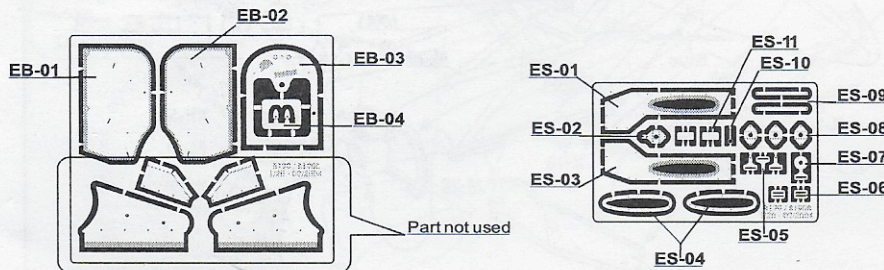 EB-02
EB-01
EB-03
EB-04
Part not used
ES-11
ES-10
ES-01
ES-09
ES-02
ES-08
ES-07
ES-03
ES-06
ES-05
ES-04